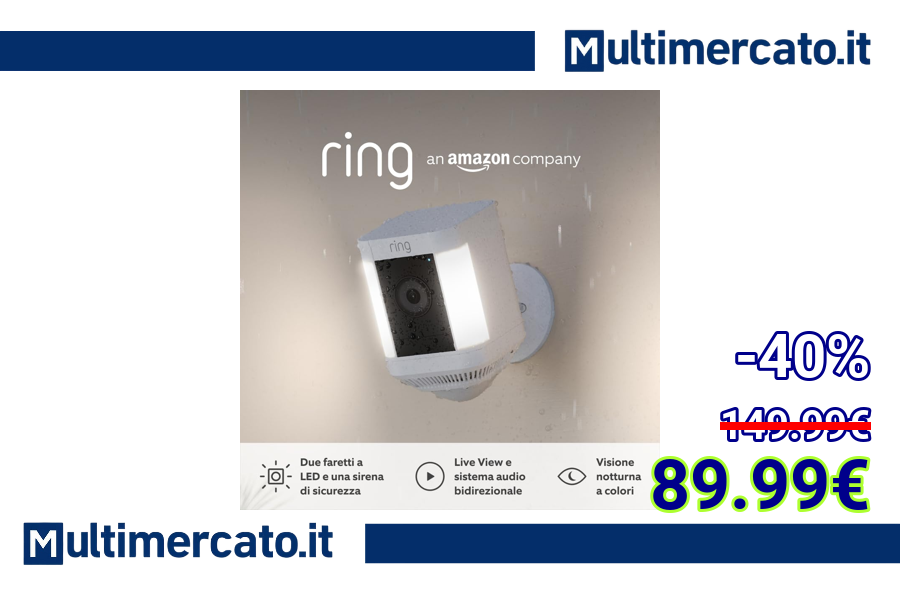 Multimercato.it
ring an amazon company
ring
Due faretti a
LED e una sirena
di sicurezza
Live View e
sistema audio
bidirezionale
Visione
notturna
a colori
-40%
149.99€
89.99€
Multimercato.it